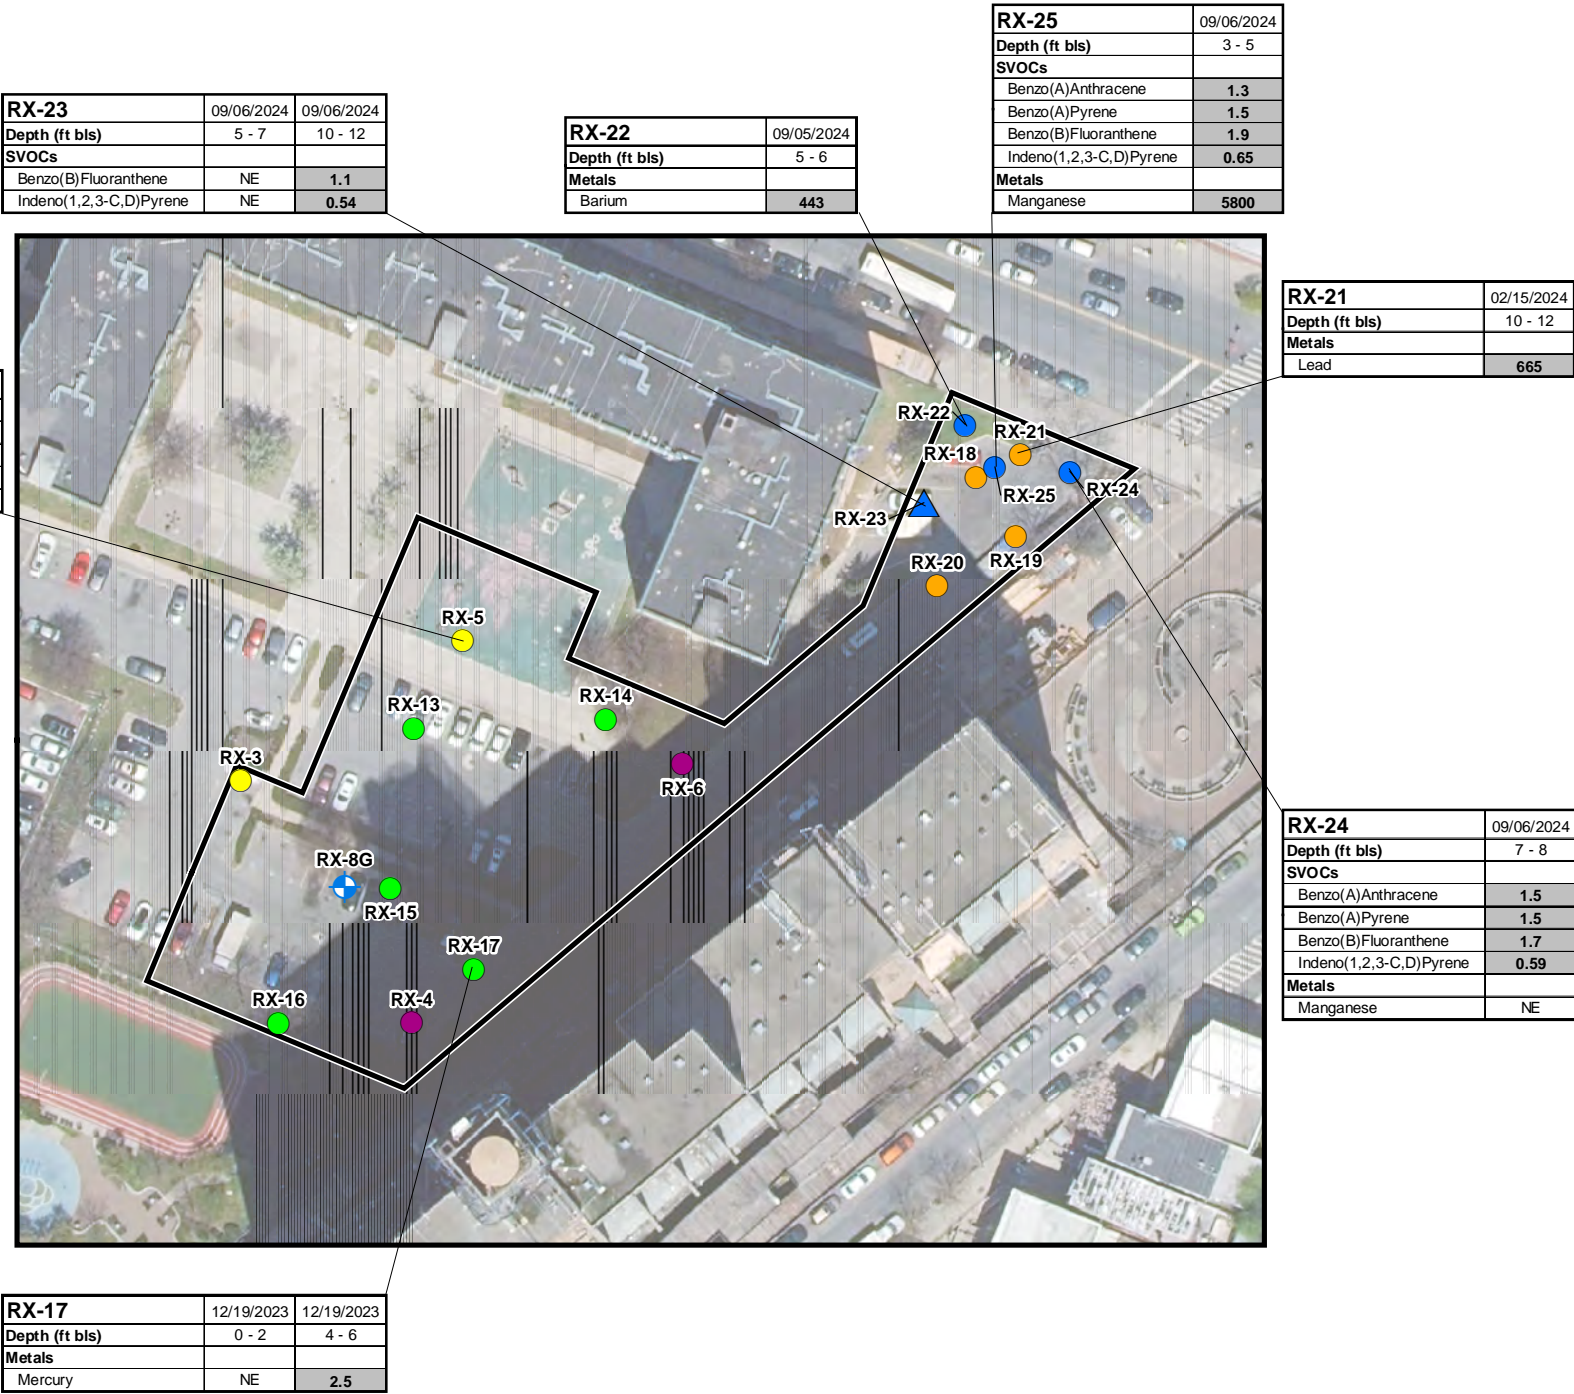 RX-25 09/06/2024
Depth (ft bls) 3 - 5
SVOCs
Benzo(A)Anthracene 1.3
Benzo(A)Pyrene 1.5
Benzo(B)Fluoranthene 1.9
Indeno(1,2,3-C,D)Pyrene 0.65
Metals
Manganese 5800
RX-23 09/06/2024 09/06/2024
Depth (ft bls) 5 - 7 10 - 12
SVOCs
Benzo(B)Fluoranthene NE 1.1
Indeno(1,2,3-C,D)Pyrene NE 0.54
RX-22 09/05/2024
Depth (ft bls) 5 - 6
Metals
Barium 443
RX-21 02/15/2024
Depth (ft bls) 10 - 12
Metals
Lead 665
RX-22
RX-21
RX-18
RX-25
RX-24
RX-23
RX-19
RX-20
RX-5
RX-14
RX-13
RX-3
RX-6
RX-8G
RX-15
RX-17
RX-16
RX-4
RX-24 09/06/2024
Depth (ft bls) 7 - 8
SVOCs
Benzo(A)Anthracene 1.5
Benzo(A)Pyrene 1.5
Benzo(B)Fluoranthene 1.7
Indeno(1,2,3-C,D)Pyrene 0.59
Metals
Manganese NE
RX-17 12/19/2023 12/19/2023
Depth (ft bls) 0 - 2 4 - 6
Metals
Mercury NE 2.5